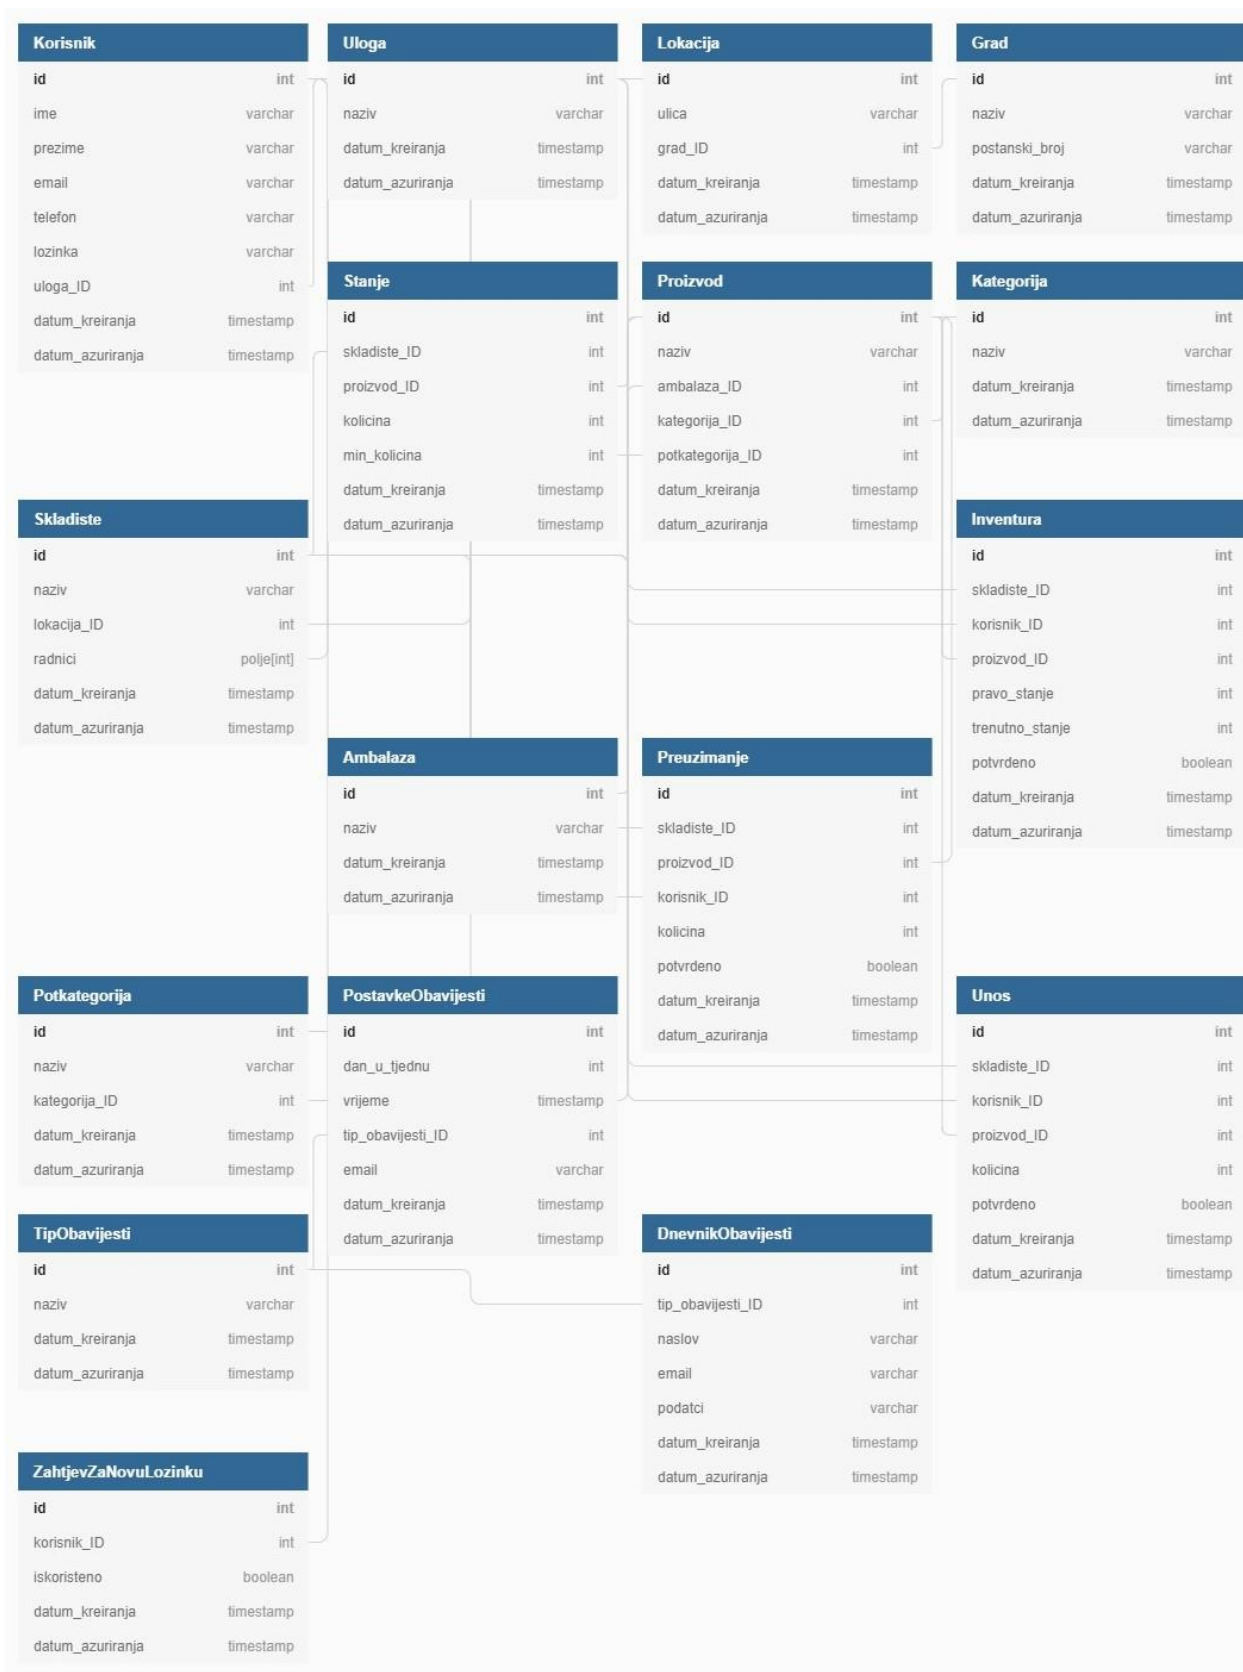 Korisnik
id int
ime varchar
prezime varchar
email varchar
telefon varchar
lozinka varchar
uloga_ID int
datum_kreiranja timestamp
datum_azuriranja timestamp
Uloga
id int
naziv varchar
datum_kreiranja timestamp
datum_azuriranja timestamp
Lokacija
id int
ulica varchar
grad_ID int
datum_kreiranja timestamp
datum_azuriranja timestamp
Grad
id int
naziv varchar
postanski_broj varchar
datum_kreiranja timestamp
datum_azuriranja timestamp
Stanje
id int
skladiste_ID int
proizvod_ID int
kolicina int
min_kolicina int
datum_kreiranja timestamp
datum_azuriranja timestamp
Proizvod
id int
naziv varchar
ambalaza_ID int
kategorija_ID int
potkategorija_ID int
datum_kreiranja timestamp
datum_azuriranja timestamp
Kategorija
id int
naziv varchar
datum_kreiranja timestamp
datum_azuriranja timestamp
Skladiste
id int
naziv varchar
lokacija_ID int
radnici polje[int]
datum_kreiranja timestamp
datum_azuriranja timestamp
Inventura
id int
skladiste_ID int
korisnik_ID int
proizvod_ID int
pravo_stanje int
trenutno_stanje int
potvrdeno boolean
datum_kreiranja timestamp
datum_azuriranja timestamp
Ambalaza
id int
naziv varchar
datum_kreiranja timestamp
datum_azuriranja timestamp
Preuzimanje
id int
skladiste_ID int
proizvod_ID int
korisnik_ID int
kolicina int
potvrdeno boolean
datum_kreiranja timestamp
datum_azuriranja timestamp
Potkategorija
id int
naziv varchar
kategorija_ID int
datum_kreiranja timestamp
datum_azuriranja timestamp
PostavkeObavijesti
id int
dan_u_tjednu int
vrijeme timestamp
tip_obavijesti_ID int
email varchar
datum_kreiranja timestamp
datum_azuriranja timestamp
Unos
id int
skladiste_ID int
korisnik_ID int
proizvod_ID int
kolicina int
potvrdeno boolean
datum_kreiranja timestamp
datum_azuriranja timestamp
TipObavijesti
id int
naziv varchar
datum_kreiranja timestamp
datum_azuriranja timestamp
DnevnikObavijesti
id int
tip_obavijesti_ID int
naslov varchar
email varchar
podatci varchar
datum_kreiranja timestamp
datum_azuriranja timestamp
ZahtjevZaNovuLozinku
id int
korisnik_ID int
iskoristeno boolean
datum_kreiranja timestamp
datum_azuriranja timestamp